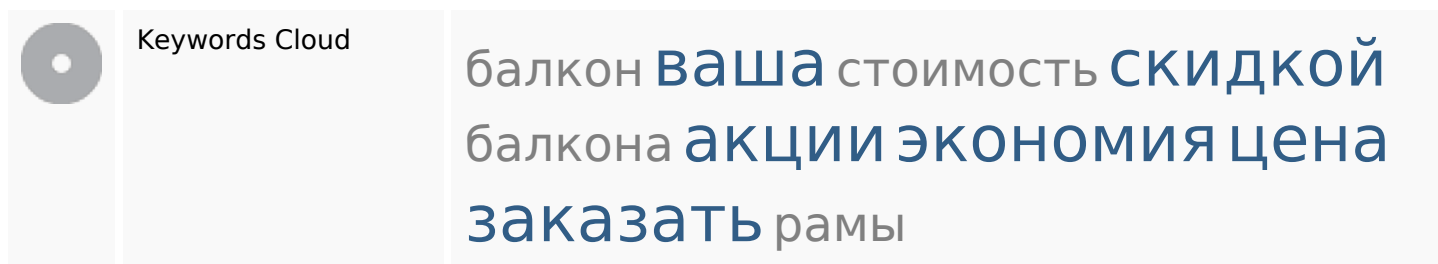 Keywords Cloud
балкон ваша стоимость скидкой
балкона акции экономия цена
заказать рамы